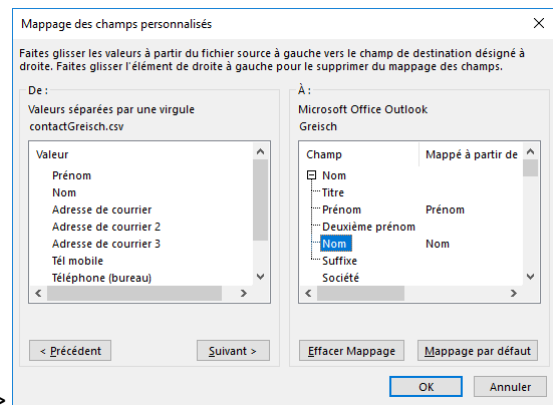 Mappage des champs personnalisés
Faites glisser les valeurs à partir du fichier source à gauche vers le champ de destination désigné à
droite. Faites glisser l'élément de droite à gauche pour le supprimer du mappage des champs.
De :
Valeurs séparées par une virgule
contactGreisch.csv
Valeur
Prénom
Nom
Adresse de courrier
Adresse de courrier 2
Adresse de courrier 3
Tél mobile
Téléphone (bureau)
< Précédent
Suivant >
À :
Microsoft Office Outlook
Greisch
Champ Mappé à partir de
Nom
Titre
Prénom Prénom
Deuxième prénom
Nom Nom
Suffixe
Société
Effacer Mappage
Mappage par défaut
OK
Annuler
>